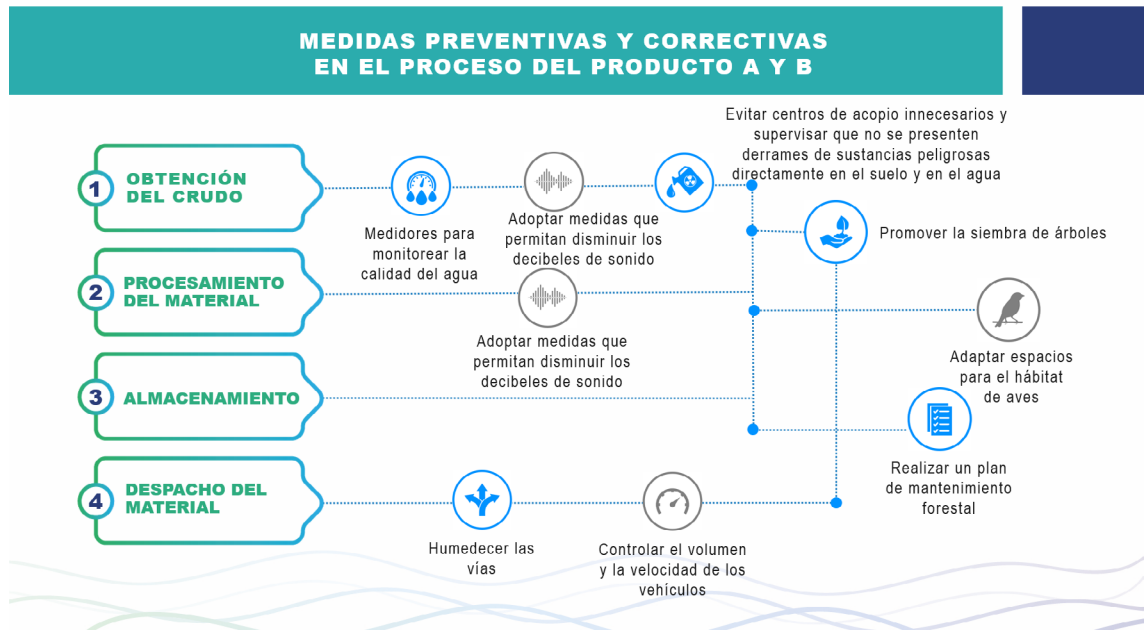 MEDIDAS PREVENTIVAS Y CORRECTIVAS
EN EL PROCESO DEL PRODUCTO A Y B
1
OBTENCIÓN
DEL CRUDO
Medidores para
monitorear la
calidad del agua
Adoptar medidas que
permitan disminuir los
decibeles de sonido
Evitar centros de acopio innecesarios y
supervisar que no se presenten
derrames de sustancias peligrosas
directamente en el suelo y en el agua
Promover la siembra de árboles
2
PROCESAMIENTO
DEL MATERIAL
Adoptar medidas que
permitan disminuir los
decibeles de sonido
Adaptar espacios
para el hábitat
de aves
3
ALMACENAMIENTO
Realizar un plan
de mantenimiento
forestal
4
DESPACHO DEL
MATERIAL
Humedecer las
vías
Controlar el volumen
y la velocidad de los
vehículos